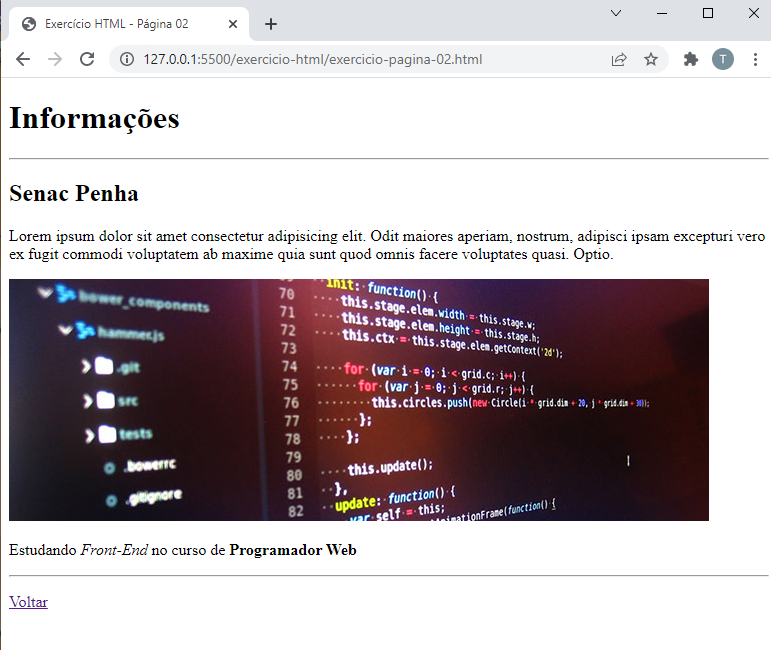 Exercício HTML - Página 02
127.0.0.1:5500/exercicio-html/exercicio-pagina-02.html
T
Informações
Senac Penha
Lorem ipsum dolor sit amet consectetur adipisicing elit. Odit maiores aperiam, nostrum, adipisci ipsam excepturi vero
ex fugit commodi voluptatem ab maxime quia sunt quod omnis facere voluptates quasi. Optio.
bower_components
hammer.js
.git
src
tests
.bowerrc
.gitignore
init: function() {
70 this.stage.elem.width = this.stage.w;
71 this.stage.elem.height = this.stage.h;
72 this.ctx = this.stage.elem.getContext('2d');
73
74 for (var i = 0; i < grid.c; i++) {
75 for (var j = 0; j < grid.r; j++) {
76 this.circles.push(new Circle(i * grid.dim + 20, j * grid.dim + 30));
77 };
78 };
79
80 this.update();
81 },
82 update: function() {
var self = this;
AnimationFrame(function() {
Estudando Front-End no curso de Programador Web
Voltar